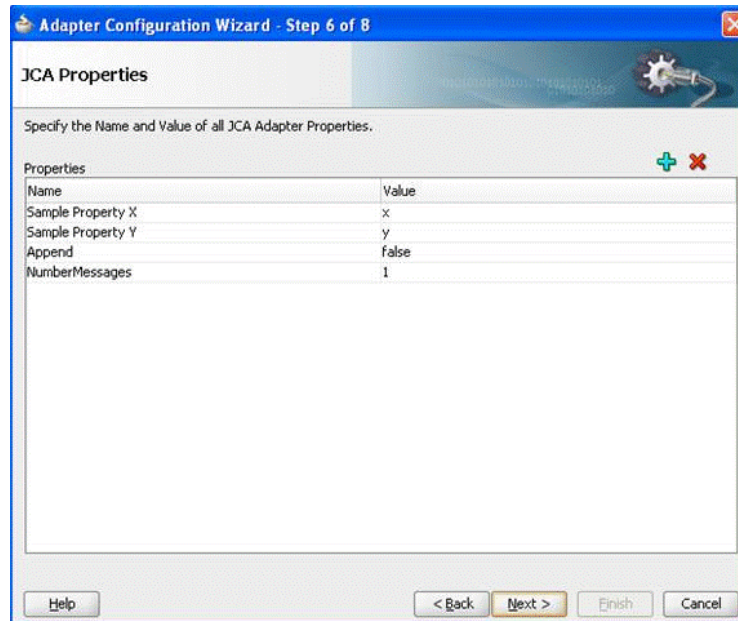 Adapter Configuration Wizard - Step 6 of 8
JCA Properties
Specify the Name and Value of all JCA Adapter Properties.
Properties
Name Value
Sample Property X x
Sample Property Y y
Append false
NumberMessages 1
Help < Back Next > Finish Cancel